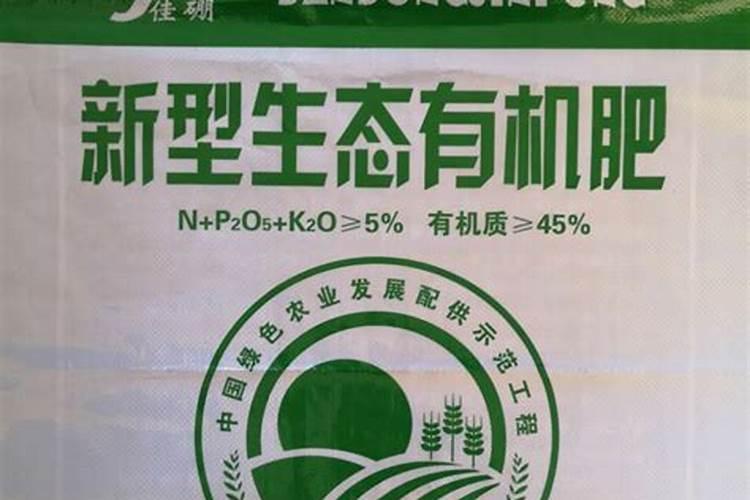 佳硼
新型生态有机肥
N+P2O5+K2O≥5% 有机质≥45%
中国绿色农业发展配供示范工程